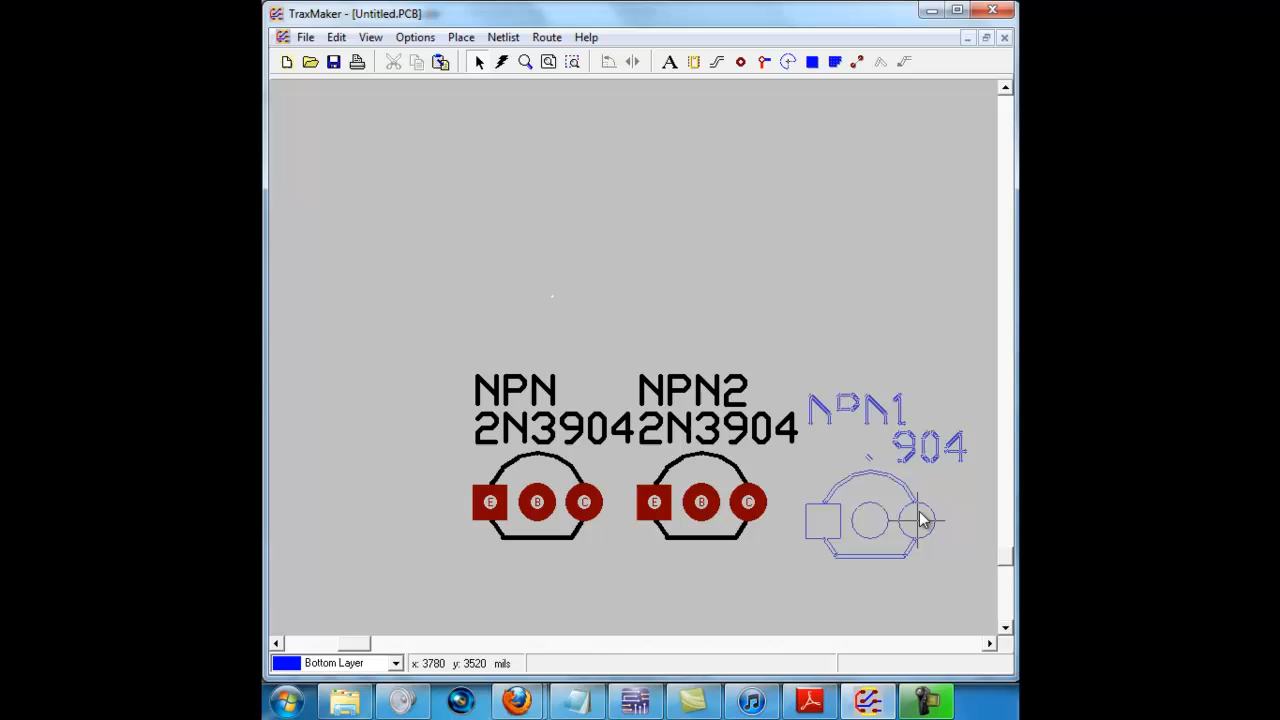 TraxMaker - [Untitled.PCB]
File Edit View Options Place Netlist Route Help
A
NPN NPN2 NPN1
2N3904 2N3904 904
E B C E B C
Bottom Layer x: 3780 y: 3520 mils